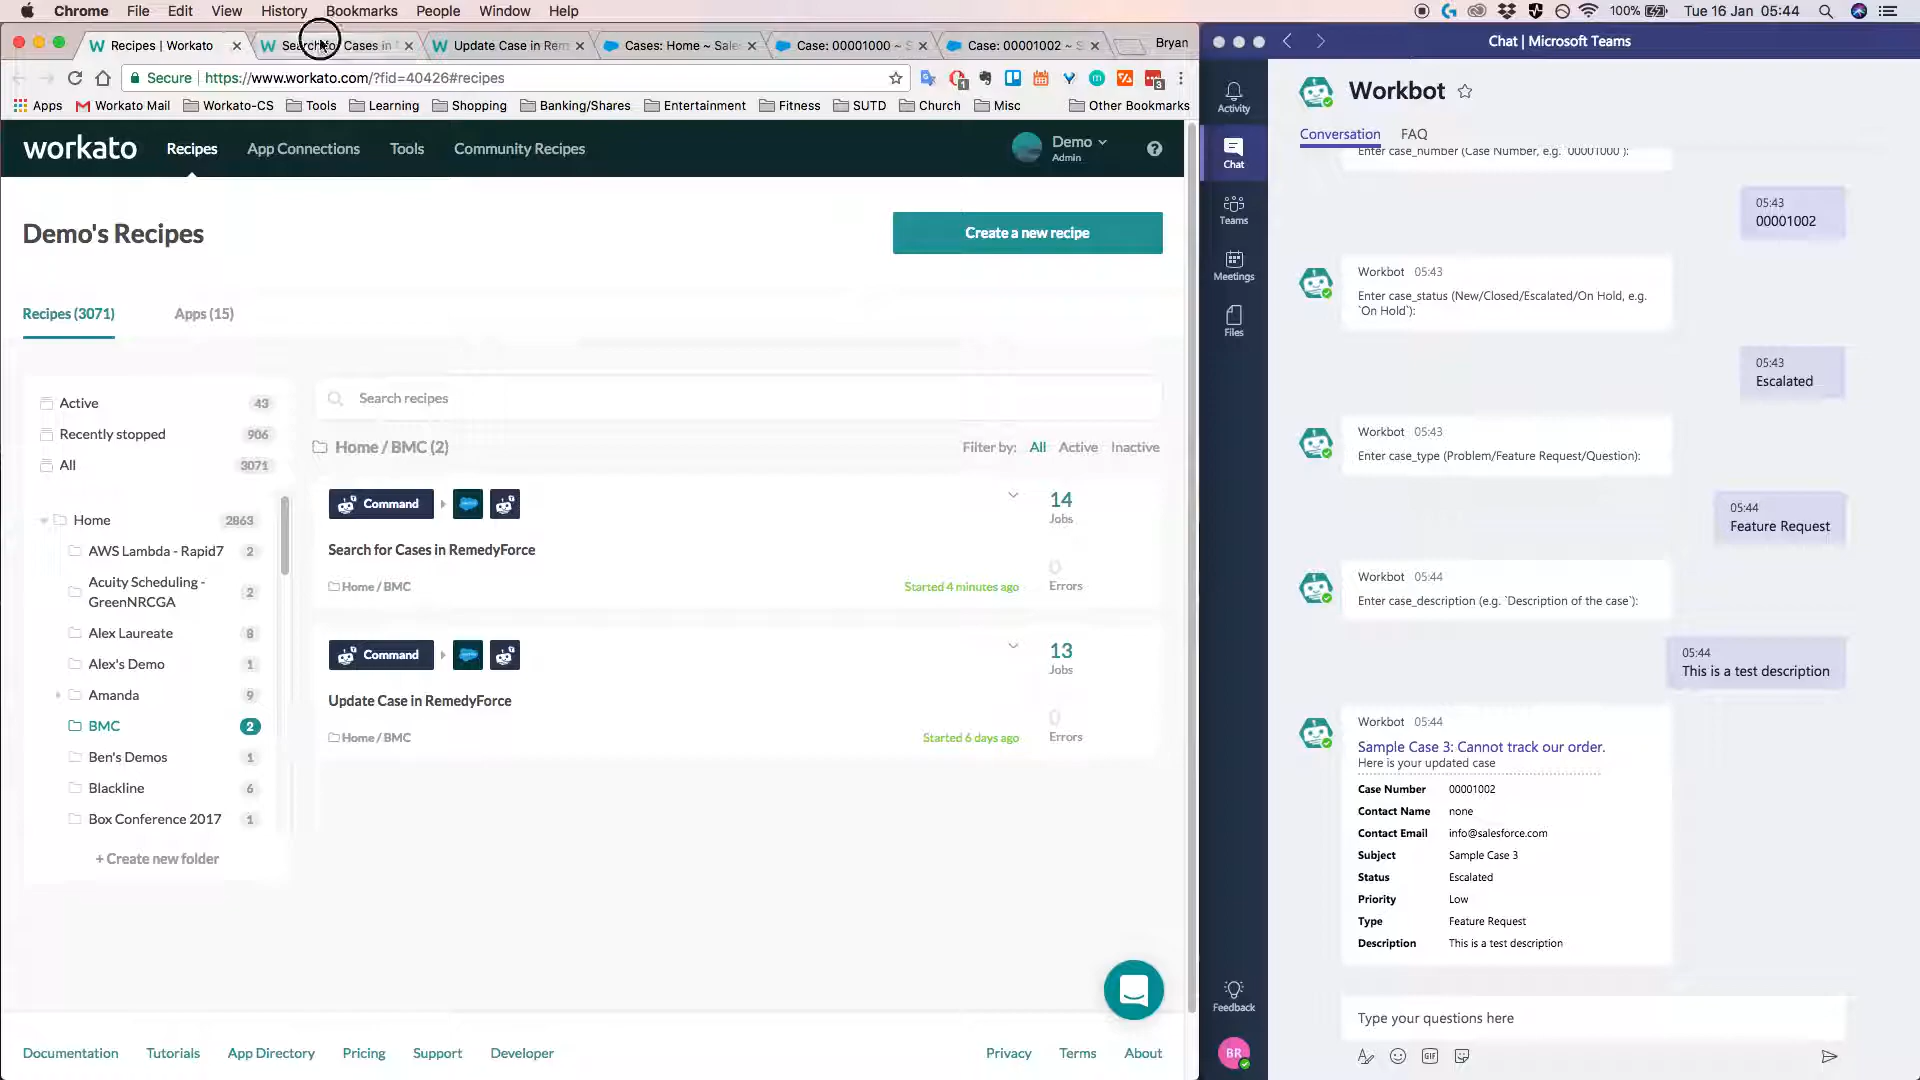 Chrome File Edit View History Bookmarks People Window Help
100% Tue 16 Jan 05:44
Recipes | Workato
Cases in
Update Case in Rem
Cases: Home ~ Sale
Case: 00001000 ~ S
Case: 00001002 ~ S
Bryan
Secure https://www.workato.com/?fid=40426#recipes
Apps Workato Mail Workato-CS Tools Learning Shopping Banking/Shares Entertainment Fitness SUTD Church Misc Other Bookmarks
workato Recipes App Connections Tools Community Recipes
Demo
Admin
Demo's Recipes
Create a new recipe
Recipes (3071) Apps (15)
Active 43
Recently stopped 906
All 3071
Home 2863
AWS Lambda - Rapid7 2
Acuity Scheduling -
GreenNRCGA 2
Alex Laureate 8
Alex's Demo 1
Amanda 9
BMC 2
Ben's Demos 1
Blackline 6
Box Conference 2017 1
+ Create new folder
Search recipes
Home / BMC (2)
Filter by: All Active Inactive
Command
14
Jobs
Search for Cases in RemedyForce
0
Errors
Home / BMC
Started 4 minutes ago
Command
13
Jobs
Update Case in RemedyForce
0
Errors
Home / BMC
Started 6 days ago
Documentation Tutorials App Directory Pricing Support Developer
Privacy Terms About
Chat | Microsoft Teams
Activity
Chat
Teams
Meetings
Files
Feedback
BR
Workbot
Conversation FAQ
Enter case_number (Case Number, e.g. `00001000`):
05:43
00001002
Workbot 05:43
Enter case_status (New/Closed/Escalated/On Hold, e.g.
`On Hold`):
05:43
Escalated
Workbot 05:43
Enter case_type (Problem/Feature Request/Question):
05:44
Feature Request
Workbot 05:44
Enter case_description (e.g. `Description of the case`):
05:44
This is a test description
Workbot 05:44
Sample Case 3: Cannot track our order.
Here is your updated case
Case Number 00001002
Contact Name none
Contact Email info@salesforce.com
Subject Sample Case 3
Status Escalated
Priority Low
Type Feature Request
Description This is a test description
Type your questions here
GIF